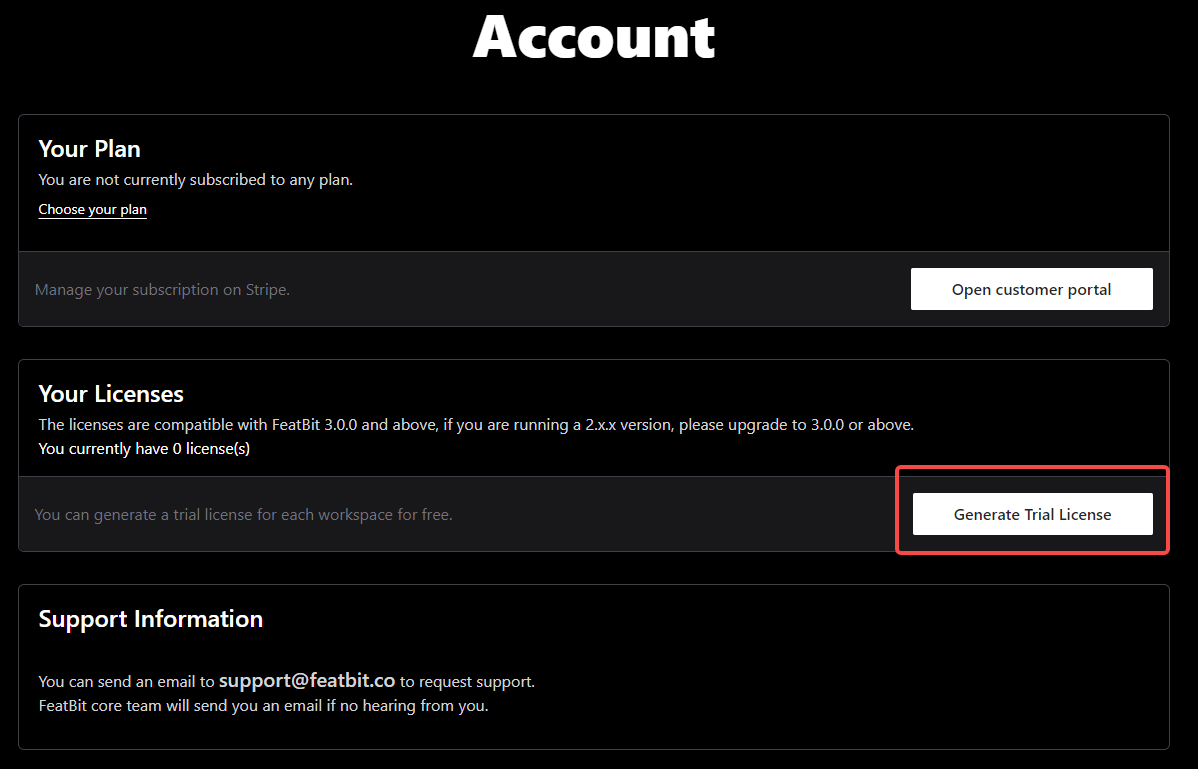 Account
Your Plan
You are not currently subscribed to any plan.
Choose your plan
Manage your subscription on Stripe.
Open customer portal
Your Licenses
The licenses are compatible with FeatBit 3.0.0 and above, if you are running a 2.x.x version, please upgrade to 3.0.0 or above.
You currently have 0 license(s)
You can generate a trial license for each workspace for free.
Generate Trial License
Support Information
You can send an email to support@featbit.co to request support.
FeatBit core team will send you an email if no hearing from you.